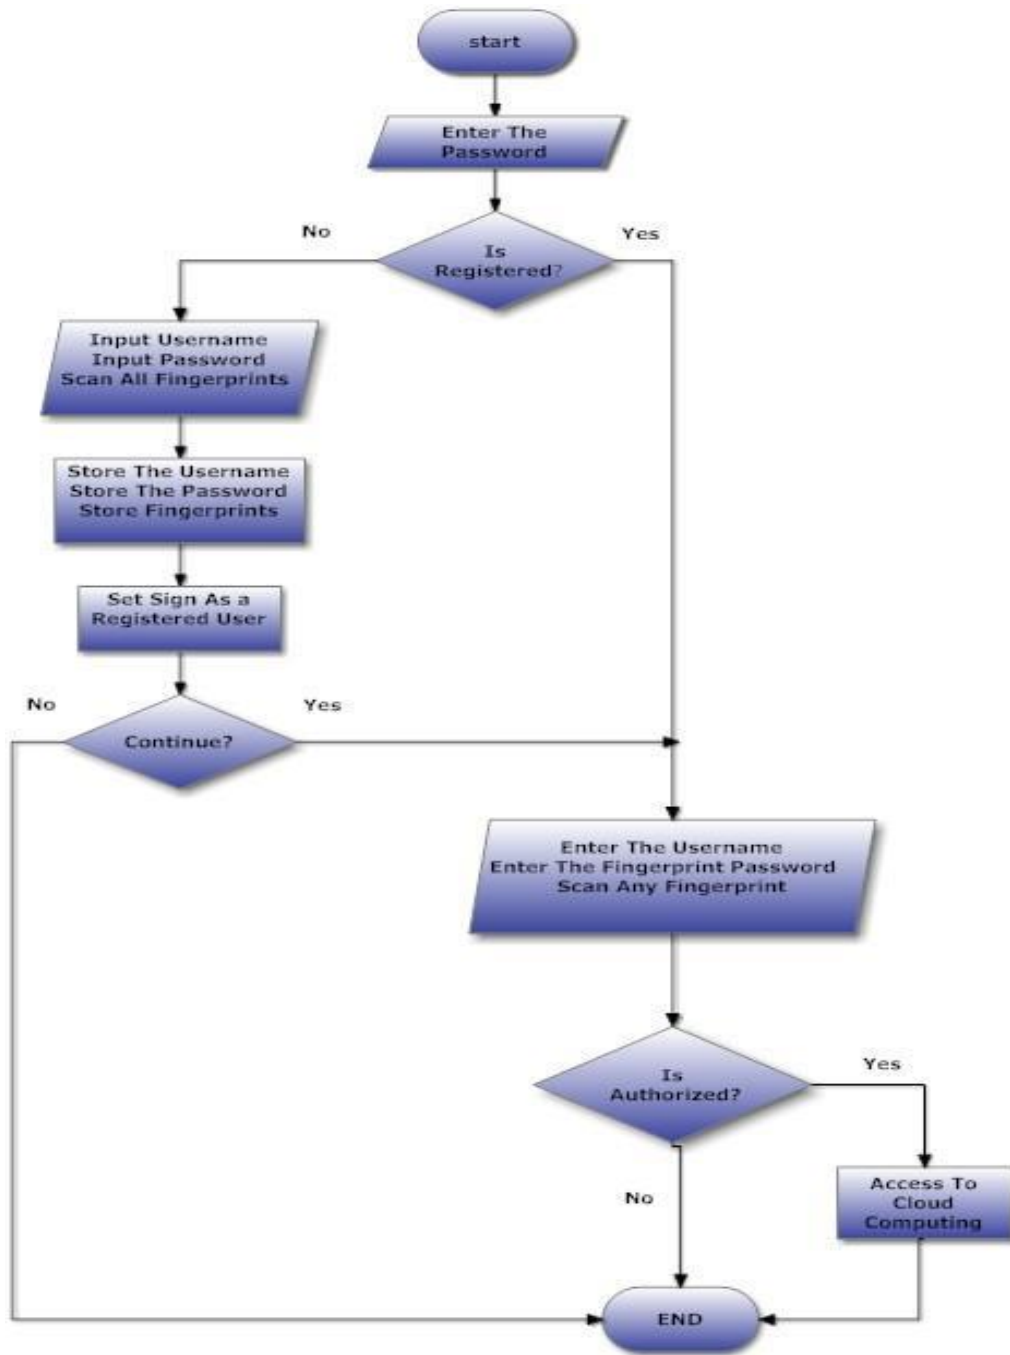 start
Enter The
Password
No
Yes
Is
Registered?
Input Username
Input Password
Scan All Fingerprints
Store The Username
Store The Password
Store Fingerprints
Set Sign As a
Registered User
No
Yes
Continue?
Enter The Username
Enter The Fingerprint Password
Scan Any Fingerprint
Is
Authorized?
Yes
No
Access To
Cloud
Computing
END